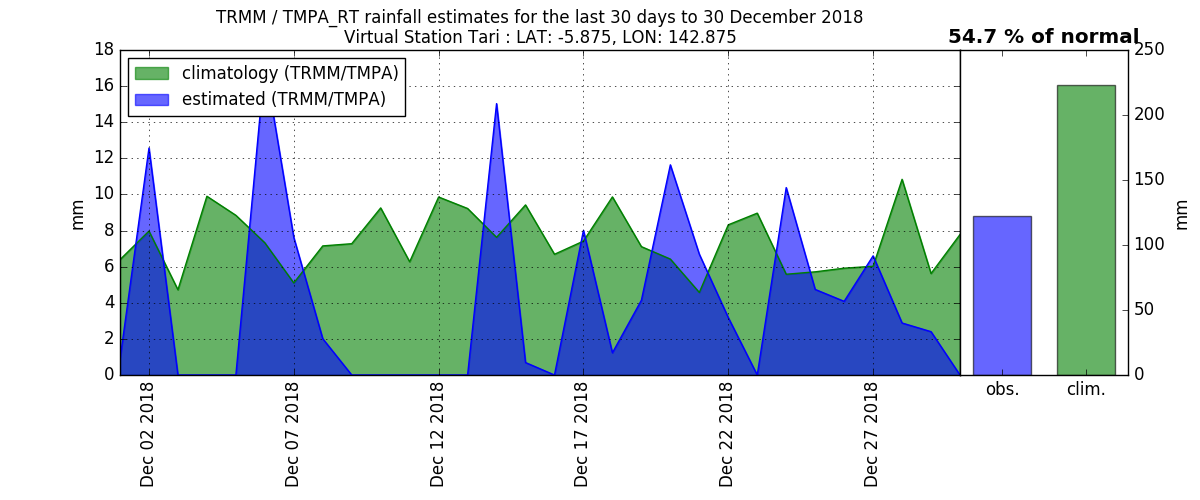 TRMM / TMPA_RT rainfall estimates for the last 30 days to 30 December 2018
Virtual Station Tari : LAT: -5.875, LON: 142.875
54.7 % of normal
climatology (TRMM/TMPA)
estimated (TRMM/TMPA)
mm
18
16
14
12
10
8
6
4
2
0
Dec 02 2018
Dec 07 2018
Dec 12 2018
Dec 17 2018
Dec 22 2018
Dec 27 2018
250
200
150
100
50
0
mm
obs.
clim.